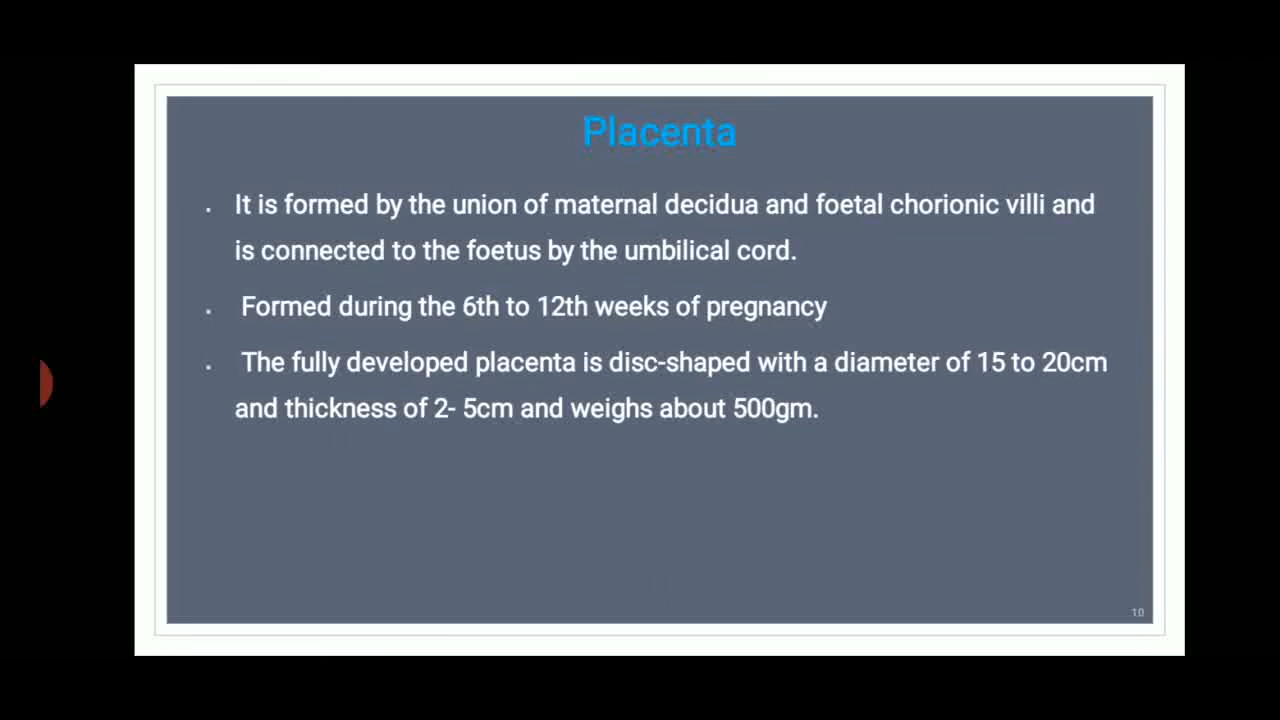 Placenta
. It is formed by the union of maternal decidua and foetal chorionic villi and
is connected to the foetus by the umbilical cord.
. Formed during the 6th to 12th weeks of pregnancy
. The fully developed placenta is disc-shaped with a diameter of 15 to 20cm
and thickness of 2- 5cm and weighs about 500gm.
10